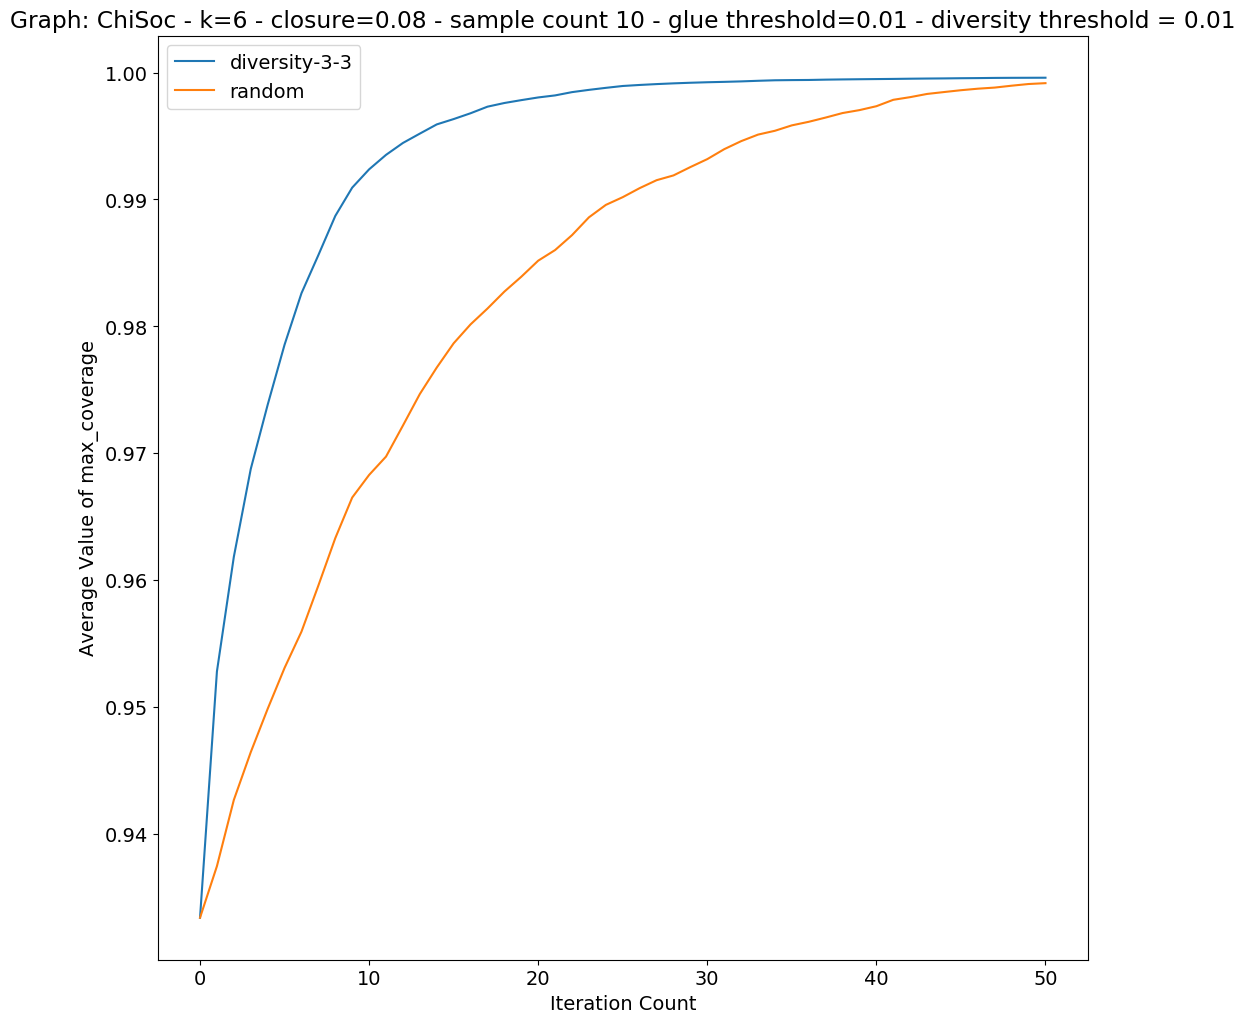 Graph: ChiSoc - k=6 - closure=0.08 - sample count 10 - glue threshold=0.01 - diversity threshold = 0.01
diversity-3-3
random
1.00
0.99
0.98
0.97
0.96
0.95
0.94
Average Value of max_coverage
0 10 20 30 40 50
Iteration Count